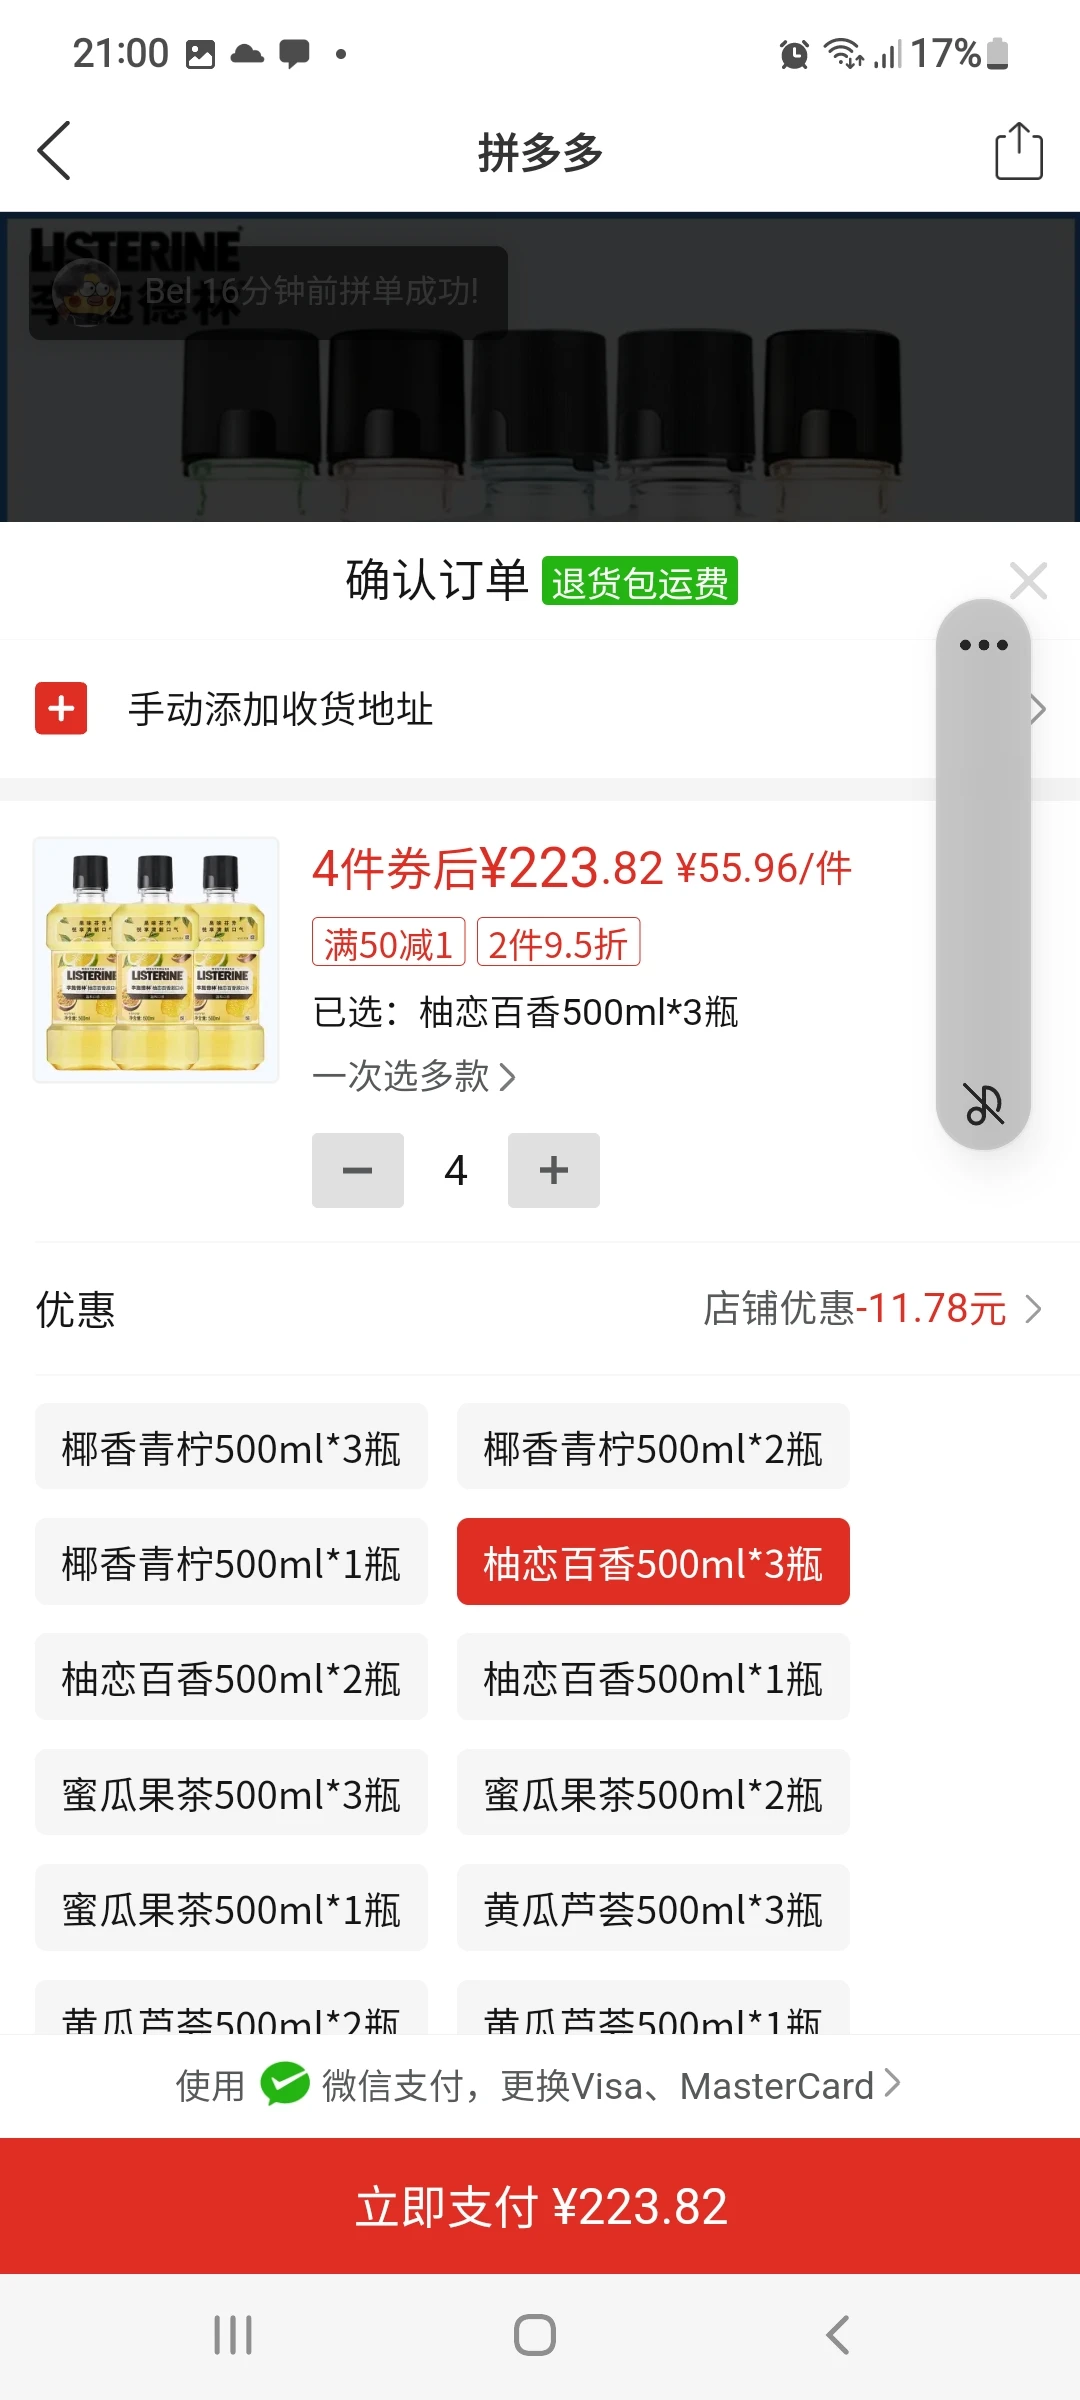 21:00
17%
拼多多
LISTERINE
李施德林
Bel 16分钟前拼单成功!
确认订单 退货包运费
手动添加收货地址
4件券后¥223.82 ¥55.96/件
满50减1 2件9.5折
已选：柚恋百香500ml*3瓶
一次选多款
4
LISTERINE LISTERINE LISTERINE
优惠 店铺优惠-11.78元
椰香青柠500ml*3瓶 椰香青柠500ml*2瓶
椰香青柠500ml*1瓶 柚恋百香500ml*3瓶
柚恋百香500ml*2瓶 柚恋百香500ml*1瓶
蜜瓜果茶500ml*3瓶 蜜瓜果茶500ml*2瓶
蜜瓜果茶500ml*1瓶 黄瓜芦荟500ml*3瓶
黄瓜芦荟500ml*2瓶 黄瓜芦荟500ml*1瓶
使用 微信支付，更换Visa、MasterCard
立即支付 ¥223.82